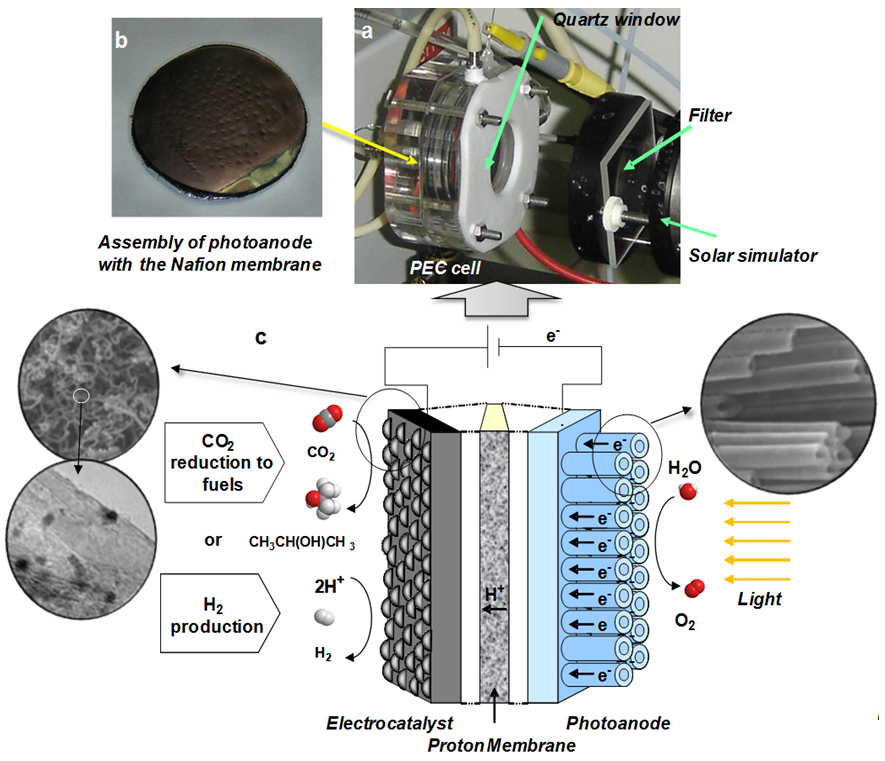 b
a
Quartz window
Filter
Solar simulator
PEC cell
Assembly of photoanode
with the Nafion membrane
c
e-
CO2
reduction to
fuels
CO2
or
CH3CH(OH)CH3
H2
production
2H+
H2
H+
e-
e-
e-
e-
e-
e
e-
H2O
O2
Light
Electrocatalyst
Proton Membrane
Photoanode